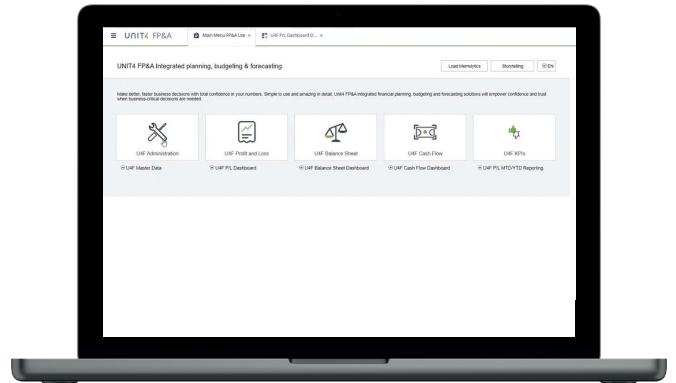 UNIT4 FP&A
Main Menu FP&A Lite ×
U4F P/L Dashboard D... ×
UNIT4 FP&A Integrated planning, budgeting & forecasting
Load Memalytics
Storytelling
EN
Make better, faster business decisions with total confidence in your numbers. Simple to use and amazing in detail. Unit4 FP&A integrated financial planning, budgeting and forecasting solutions will empower confidence and trust
when business-critical decisions are needed.
U4F Administration
U4F Profit and Loss
U4F Balance Sheet
U4F Cash Flow
U4F KPIs
U4F Master Data
U4F P/L Dashboard
U4F Balance Sheet Dashboard
U4F Cash Flow Dashboard
U4F P/L MTD/YTD Reporting